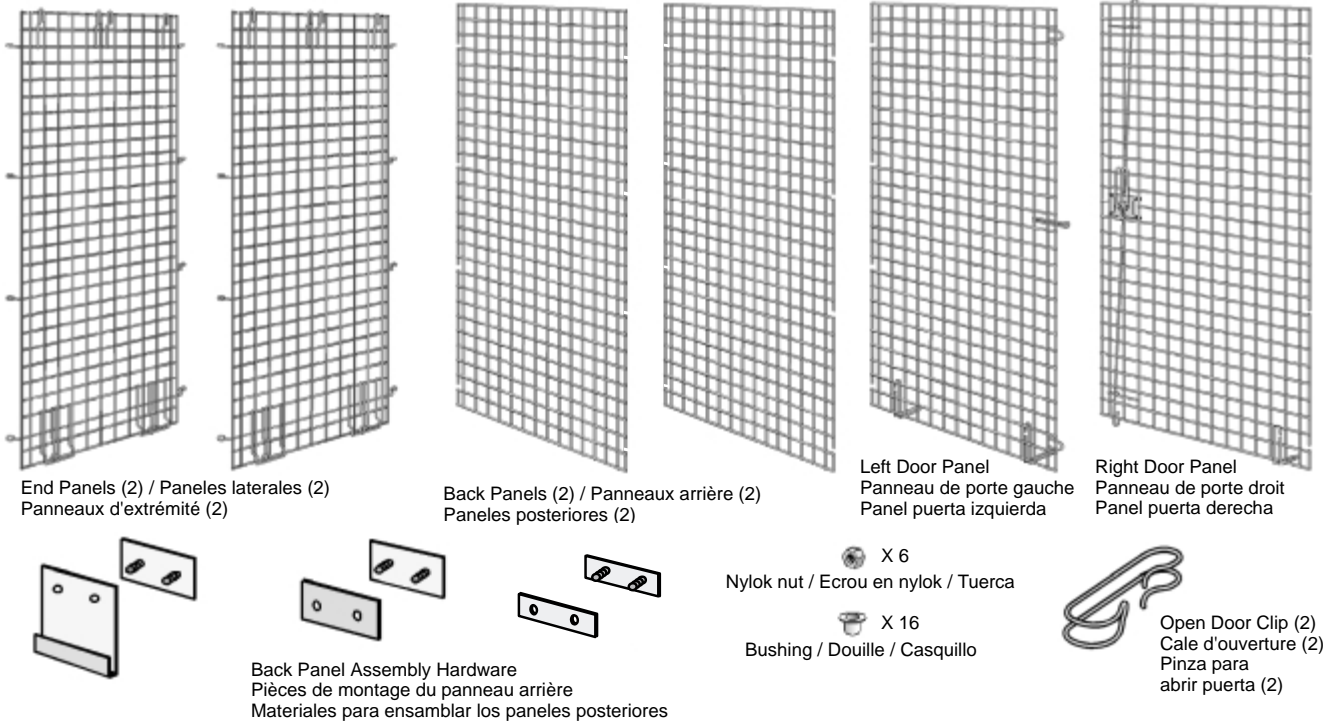 End Panels (2) / Paneles laterales (2)
Panneaux d'extrémité (2)
Back Panels (2) / Panneaux arrière (2)
Paneles posteriores (2)
Left Door Panel
Panneau de porte gauche
Panel puerta izquierda
Right Door Panel
Panneau de porte droit
Panel puerta derecha
Back Panel Assembly Hardware
Pièces de montage du panneau arrière
Materiales para ensamblar los paneles posteriores
X 6
Nylok nut / Ecrou en nylok / Tuerca
X 16
Bushing / Douille / Casquillo
Open Door Clip (2)
Cale d'ouverture (2)
Pinza para
abrir puerta (2)